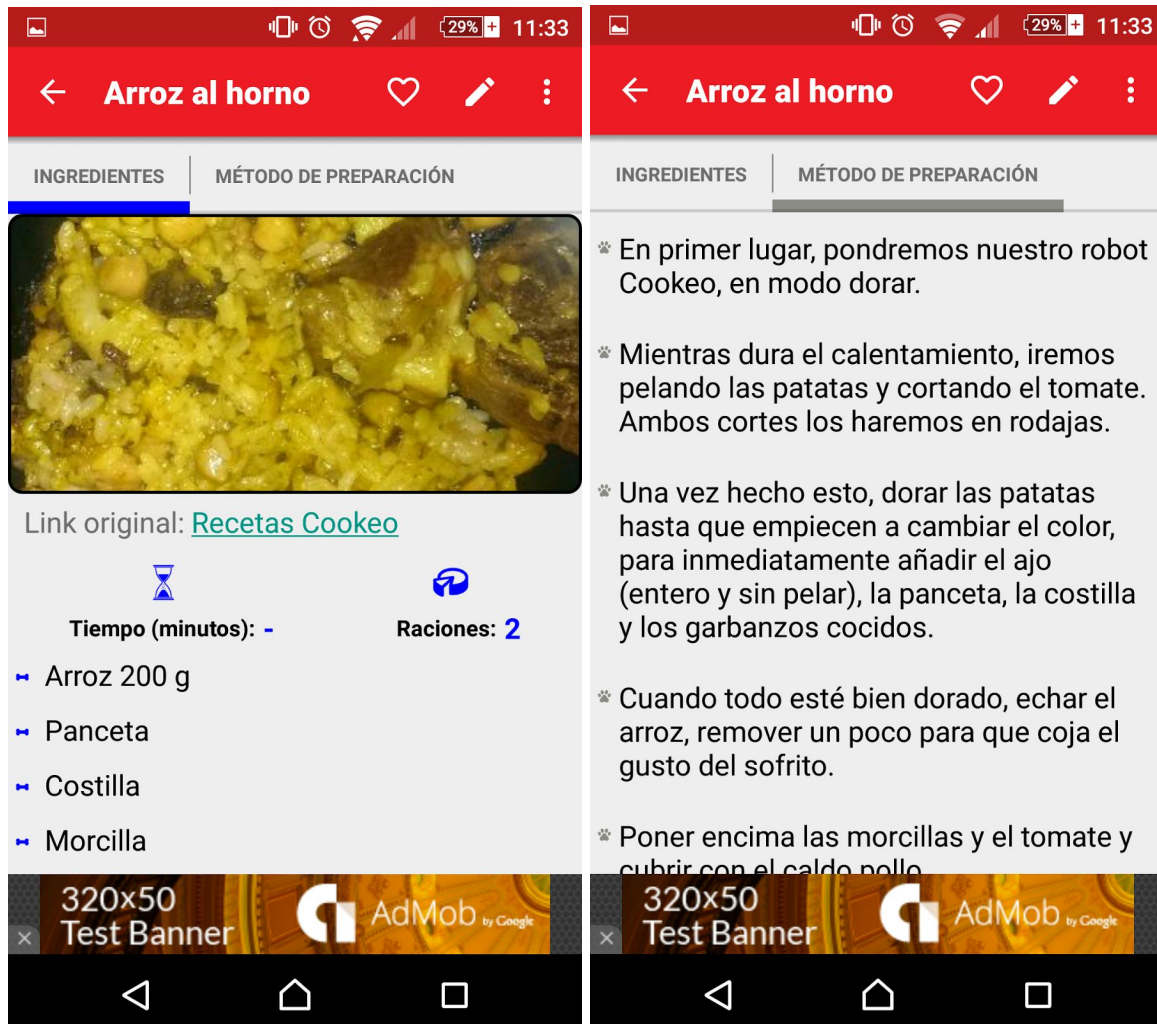 29% 11:33
Arroz al horno
INGREDIENTES MÉTODO DE PREPARACIÓN
Link original: Recetas Cookeo
Tiempo (minutos): - Raciones: 2
Arroz 200 g
Panceta
Costilla
Morcilla
320x50
Test Banner
AdMob by Google
29% 11:33
Arroz al horno
INGREDIENTES MÉTODO DE PREPARACIÓN
En primer lugar, pondremos nuestro robot
Cookeo, en modo dorar.
Mientras dura el calentamiento, iremos
pelando las patatas y cortando el tomate.
Ambos cortes los haremos en rodajas.
Una vez hecho esto, dorar las patatas
hasta que empiecen a cambiar el color,
para inmediatamente añadir el ajo
(entero y sin pelar), la panceta, la costilla
y los garbanzos cocidos.
Cuando todo esté bien dorado, echar el
arroz, remover un poco para que coja el
gusto del sofrito.
Poner encima las morcillas y el tomate y
cubrir con el caldo pollo
320x50
Test Banner
AdMob by Google